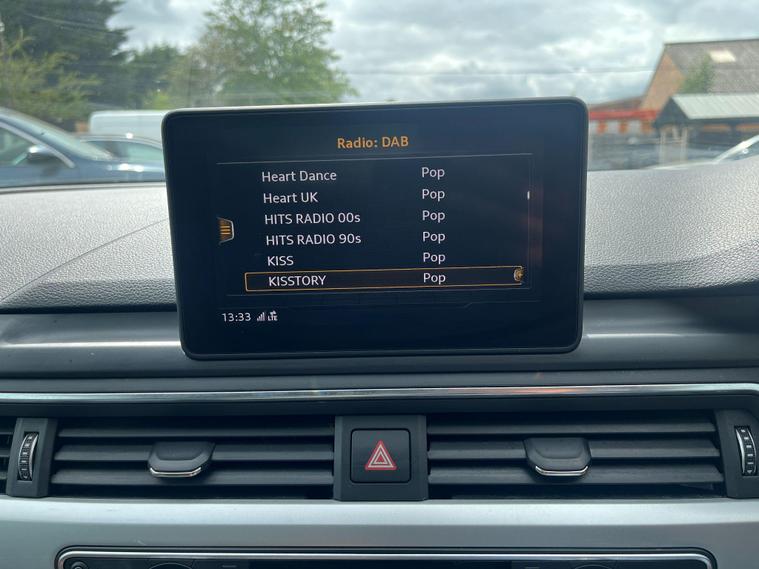 Radio: DAB
Heart Dance Pop
Heart UK Pop
HITS RADIO 00s Pop
HITS RADIO 90s Pop
KISS Pop
KISSTORY Pop
13:33 LTE